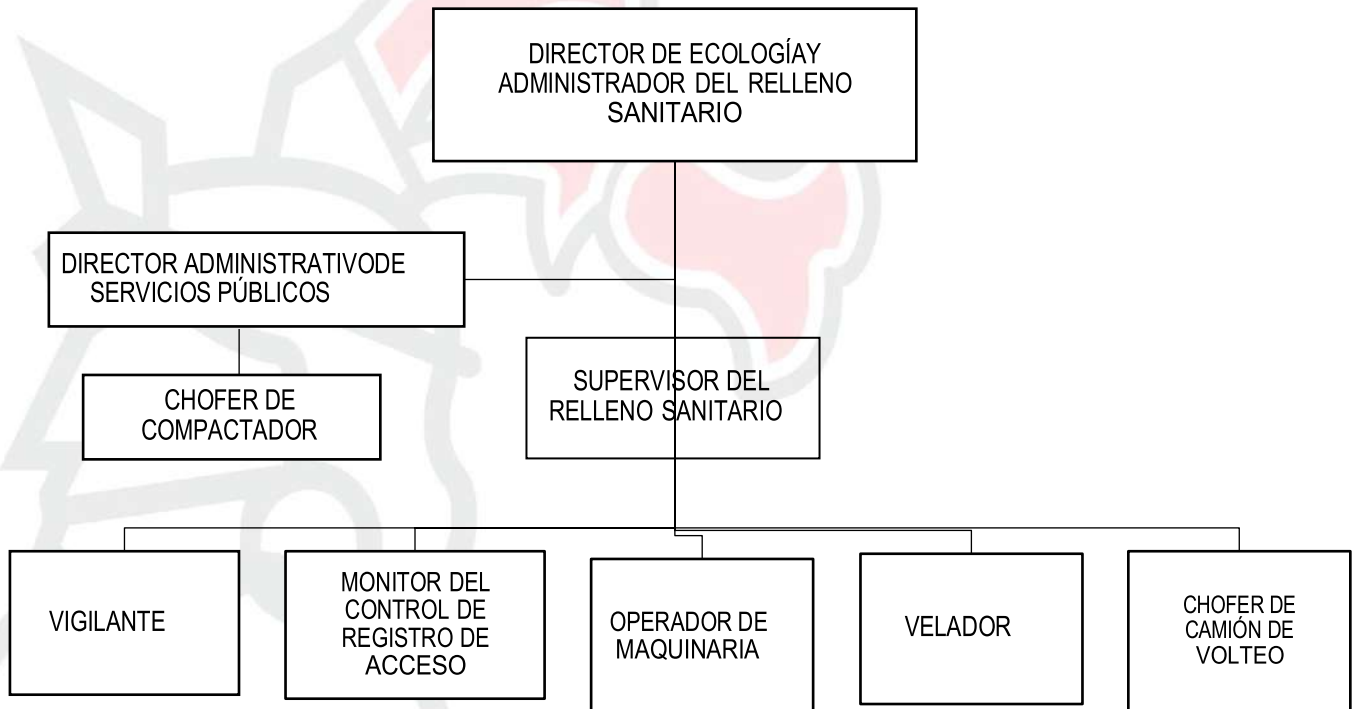 DIRECTOR DE ECOLOGÍAY
ADMINISTRADOR DEL RELLENO
SANITARIO
DIRECTOR ADMINISTRATIVODE
SERVICIOS PÚBLICOS
CHOFER DE
COMPACTADOR
SUPERVISOR DEL
RELLENO SANITARIO
VIGILANTE
MONITOR DEL
CONTROL DE
REGISTRO DE
ACCESO
OPERADOR DE
MAQUINARIA
VELADOR
CHOFER DE
CAMIÓN DE
VOLTEO